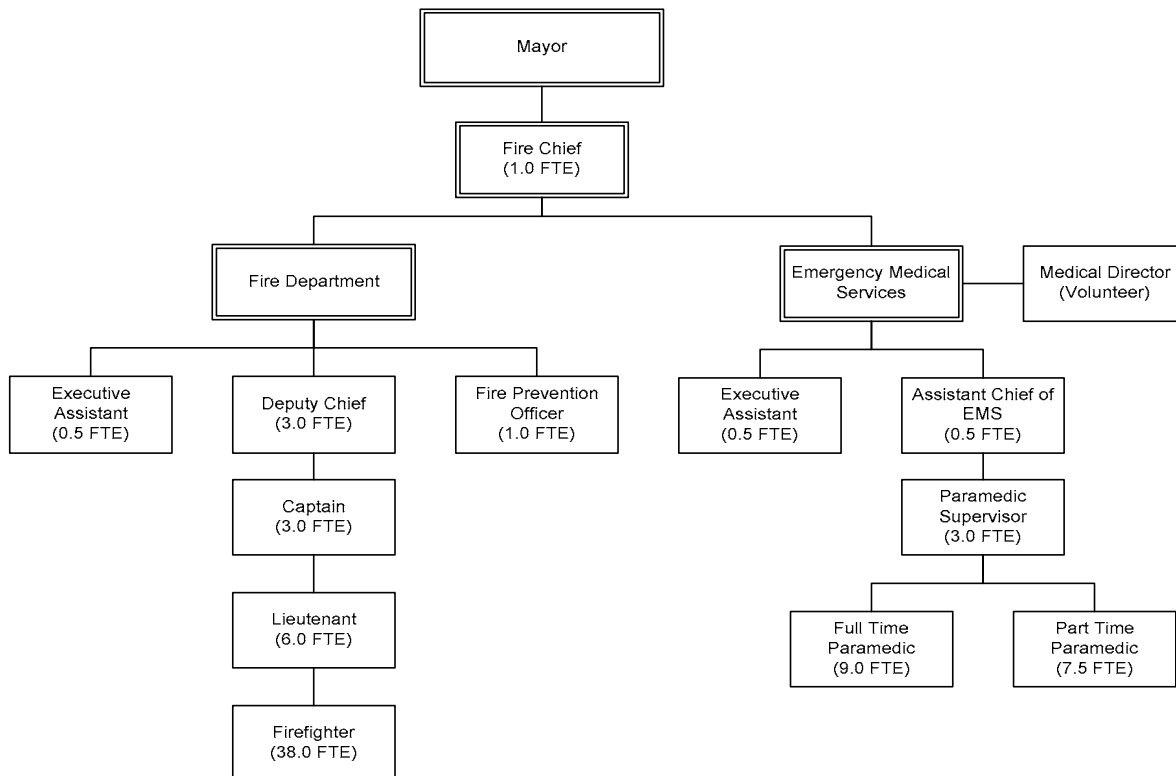 Mayor
Fire Chief
(1.0 FTE)
Fire Department
Emergency Medical
Services
Medical Director
(Volunteer)
Executive
Assistant
(0.5 FTE)
Deputy Chief
(3.0 FTE)
Fire Prevention
Officer
(1.0 FTE)
Executive
Assistant
(0.5 FTE)
Assistant Chief of
EMS
(0.5 FTE)
Captain
(3.0 FTE)
Paramedic
Supervisor
(3.0 FTE)
Lieutenant
(6.0 FTE)
Full Time
Paramedic
(9.0 FTE)
Part Time
Paramedic
(7.5 FTE)
Firefighter
(38.0 FTE)